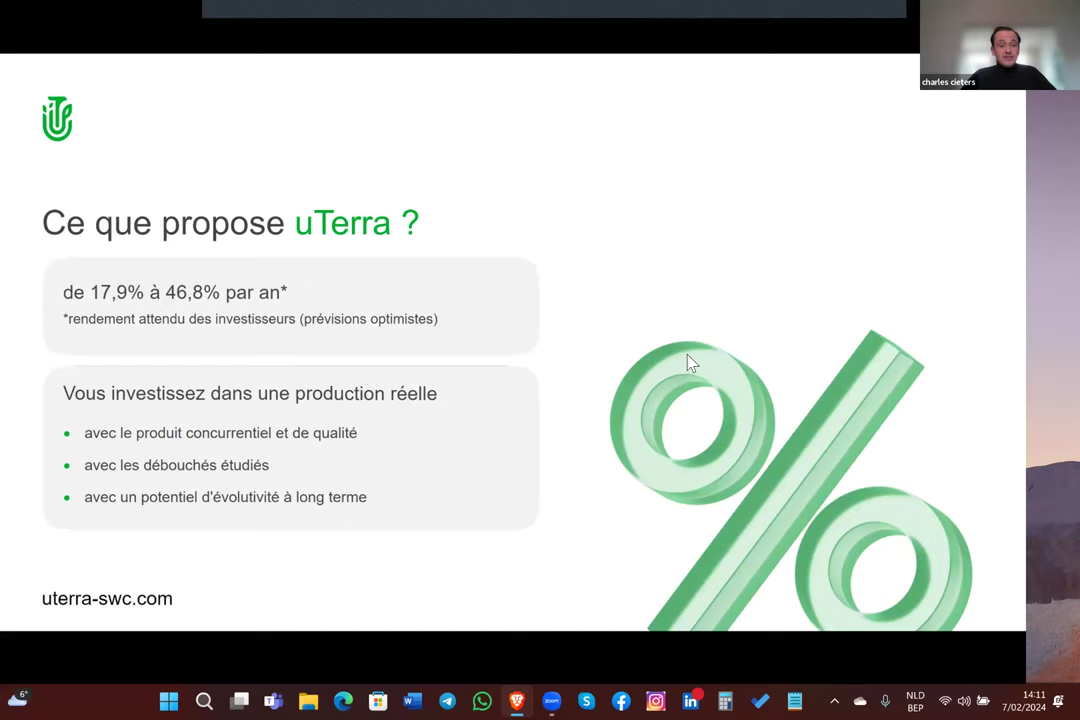 charles cieters
Ce que propose uTerra ?
de 17,9% à 46,8% par an*
*rendement attendu des investisseurs (prévisions optimistes)
Vous investissez dans une production réelle
avec le produit concurrentiel et de qualité
avec les débouchés étudiés
avec un potentiel d'évolutivité à long terme
uterra-swc.com
6°
zoom
NLD
BEP
14:11
7/02/2024